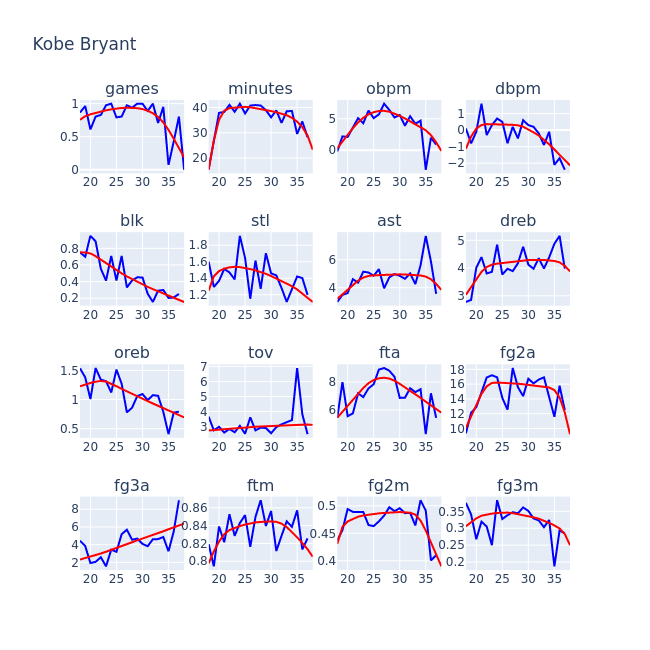 Kobe Bryant
games minutes obpm dbpm
1 0.5 0 40 30 20 5 0 1 0 −1 −2
20 25 30 35 20 25 30 35 20 25 30 35 20 25 30 35
blk stl ast dreb
0.8 0.6 0.4 0.2 1.8 1.6 1.4 1.2 6 4 5 4 3
20 25 30 35 20 25 30 35 20 25 30 35 20 25 30 35
oreb tov fta fg2a
1.5 1 0.5 7 6 5 4 3 8 6 18 16 14 12 10
20 25 30 35 20 25 30 35 20 25 30 35 20 25 30 35
fg3a ftm fg2m fg3m
8 6 4 2 0.86 0.84 0.82 0.8 0.5 0.45 0.4 0.35 0.3 0.25 0.2
20 25 30 35 20 25 30 35 20 25 30 35 20 25 30 35